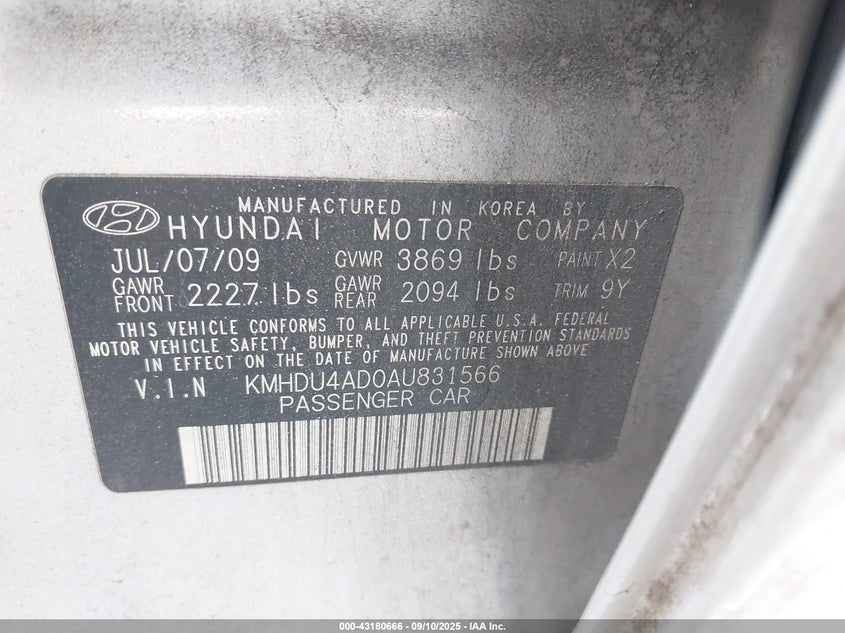 MANUFACTURED IN KOREA BY
HYUNDAI MOTOR COMPANY
JUL/07/09 GVWR 3869 lbs PAINT X2
GAWR FRONT 2227 lbs GAWR REAR 2094 lbs TRIM 9Y
THIS VEHICLE CONFORMS TO ALL APPLICABLE U.S.A. FEDERAL
MOTOR VEHICLE SAFETY, BUMPER, AND THEFT PREVENTION STANDARDS
IN EFFECT ON THE DATE OF MANUFACTURE SHOWN ABOVE
V.I.N KMHDU4AD0AU831566
PASSENGER CAR
000-43180666 - 09/10/2025 - IAA Inc.